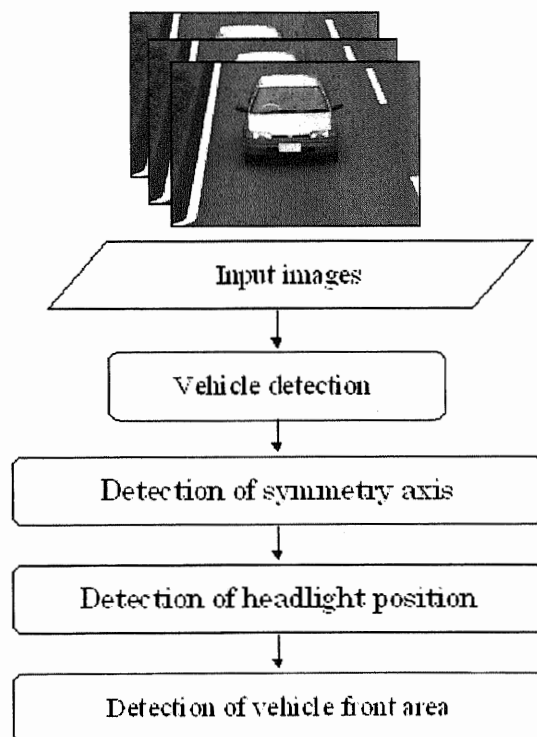 Input images
Vehicle detection
Detection of symmetry axis
Detection of headlight position
Detection of vehicle front area